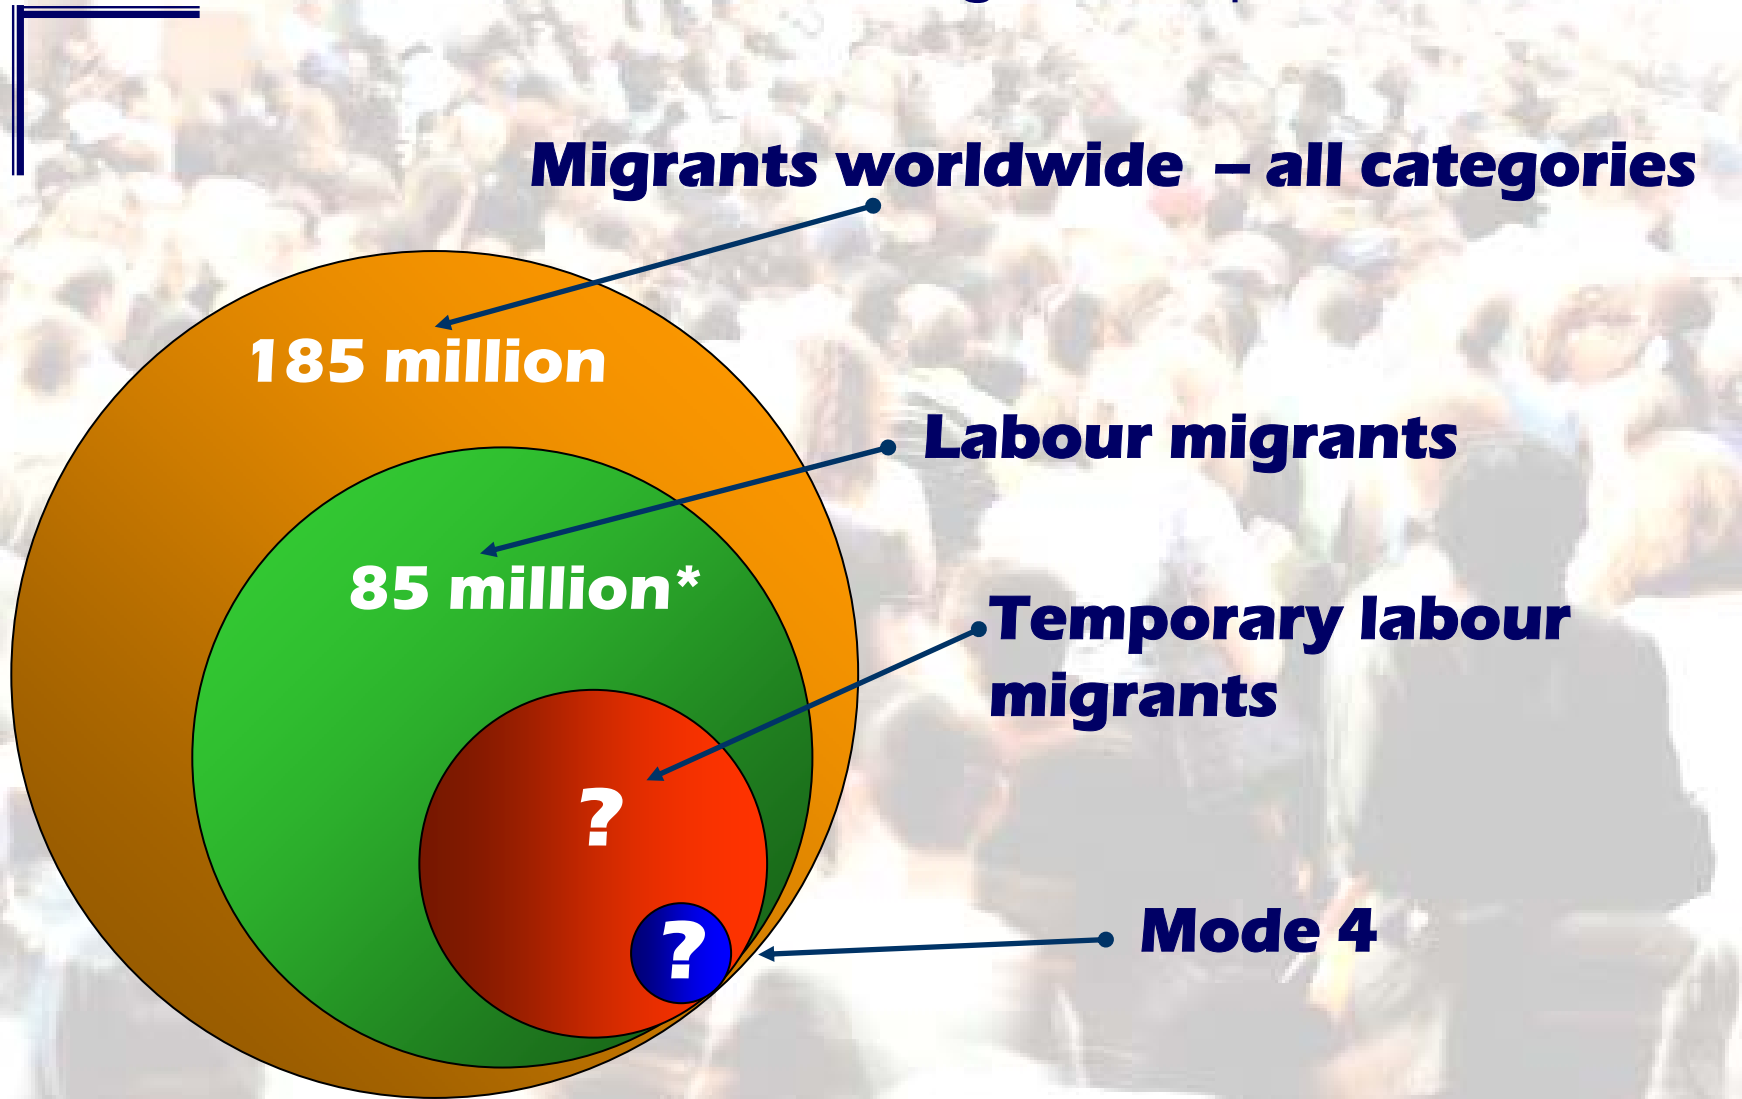 Migrants worldwide – all categories
185 million
Labour migrants
85 million*
Temporary labour
migrants
?
?
Mode 4